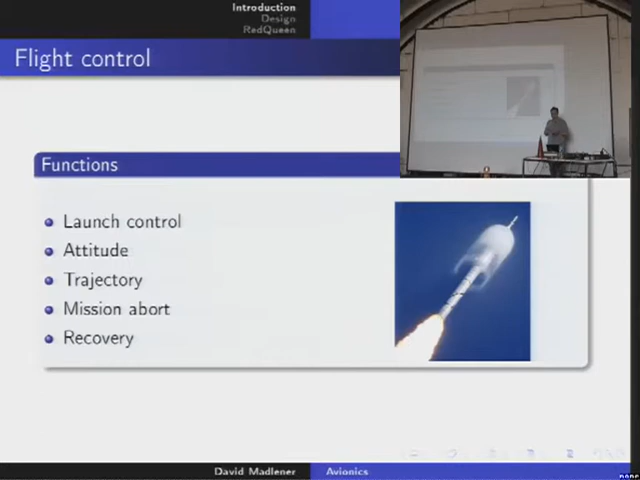 Introduction
Design
RedQueen
Flight control
Functions
Launch control
Attitude
Trajectory
Mission abort
Recovery
David Madlener
Avionics